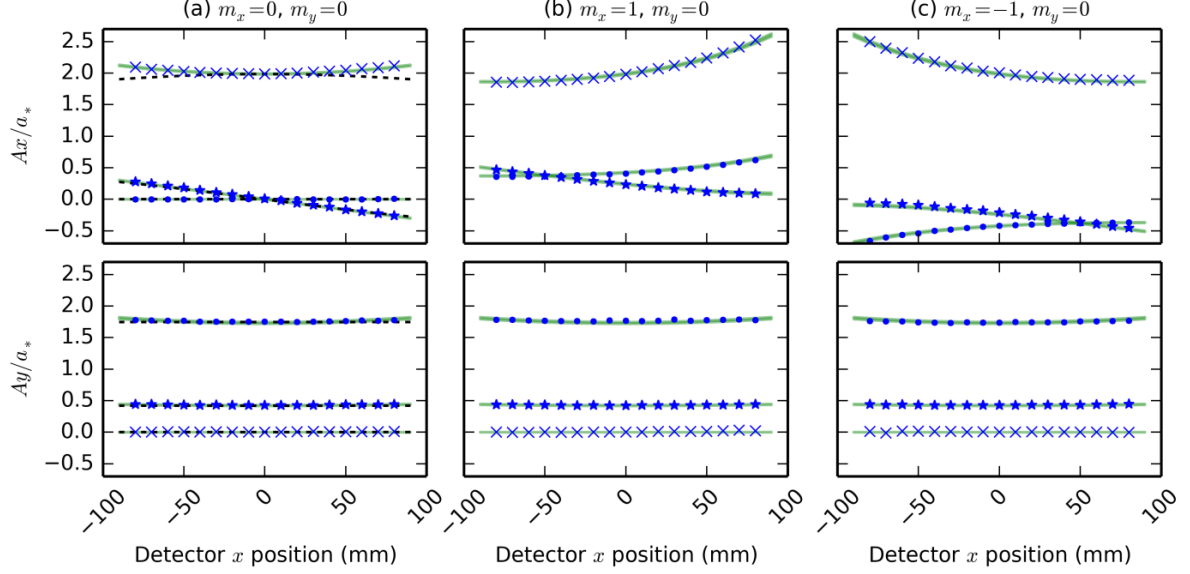 (a) $m_x=0$, $m_y=0$
(b) $m_x=1$, $m_y=0$
(c) $m_x=-1$, $m_y=0$
$Ax/a_*$
2.5
2.0
1.5
1.0
0.5
0.0
−0.5
$Ay/a_*$
2.5
2.0
1.5
1.0
0.5
0.0
−0.5
−100 −50 0 50 100
−100 −50 0 50 100
−100 −50 0 50 100
Detector $x$ position (mm)
Detector $x$ position (mm)
Detector $x$ position (mm)